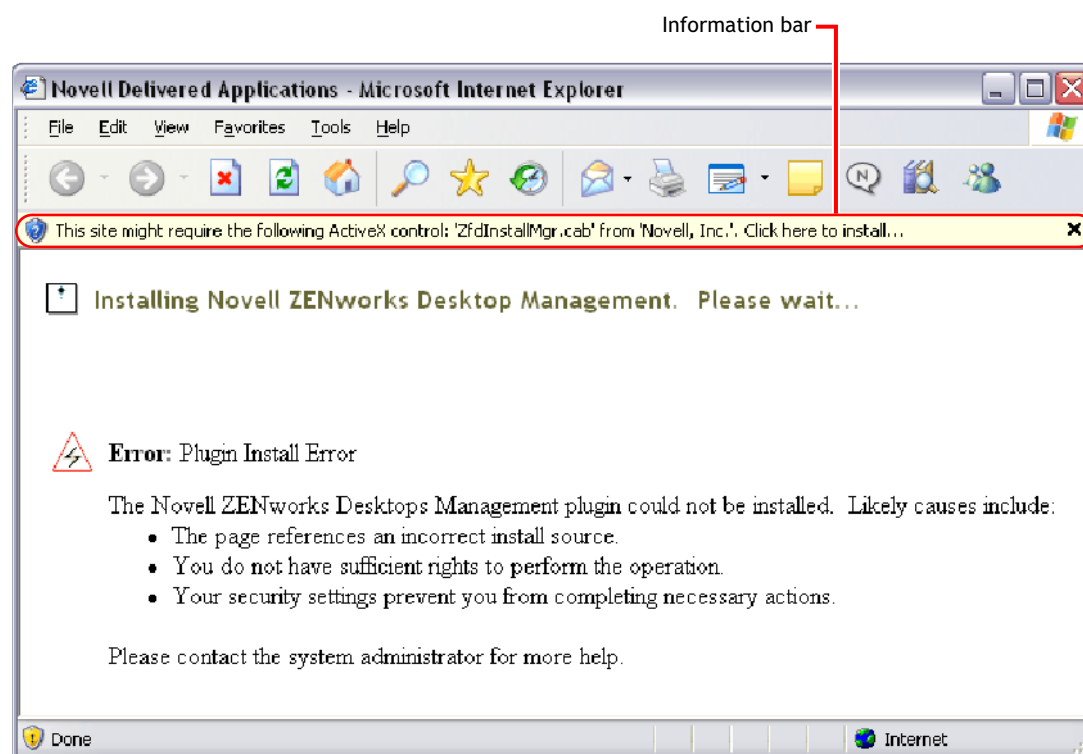 Information bar
Novell Delivered Applications - Microsoft Internet Explorer
File Edit View Favorites Tools Help
N
This site might require the following ActiveX control: 'ZfdInstallMgr.cab' from 'Novell, Inc.'. Click here to install...
Installing Novell ZENworks Desktop Management. Please wait...
Error: Plugin Install Error
The Novell ZENworks Desktops Management plugin could not be installed. Likely causes include:
• The page references an incorrect install source.
• You do not have sufficient rights to perform the operation.
• Your security settings prevent you from completing necessary actions.
Please contact the system administrator for more help.
Done Internet